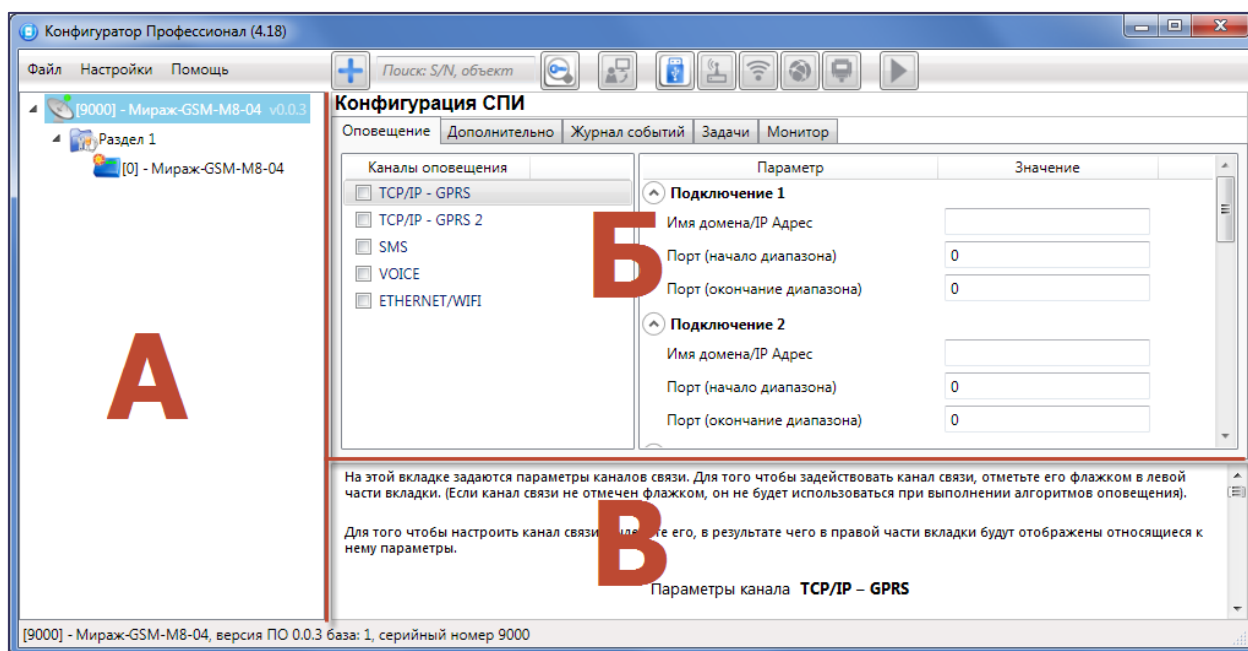 Конфигуратор Профессионал (4.18)
Файл Настройки Помощь
Поиск: S/N, объект
[9000] - Мираж-GSM-M8-04 v0.0.3
Раздел 1
[0] - Мираж-GSM-M8-04
А
Конфигурация СПИ
Оповещение Дополнительно Журнал событий Задачи Монитор
Каналы оповещения
TCP/IP - GPRS
TCP/IP - GPRS 2
SMS
VOICE
ETHERNET/WIFI
Б
Параметр Значение
Подключение 1
Имя домена/IP Адрес
Порт (начало диапазона) 0
Порт (окончание диапазона) 0
Подключение 2
Имя домена/IP Адрес
Порт (начало диапазона) 0
Порт (окончание диапазона) 0
На этой вкладке задаются параметры каналов связи. Для того чтобы задействовать канал связи, отметьте его флажком в левой
части вкладки. (Если канал связи не отмечен флажком, он не будет использоваться при выполнении алгоритмов оповещения).
Для того чтобы настроить канал связи, его, в результате чего в правой части вкладки будут отображены относящиеся к
нему параметры.
В
Параметры канала TCP/IP – GPRS
[9000] - Мираж-GSM-M8-04, версия ПО 0.0.3 база: 1, серийный номер 9000